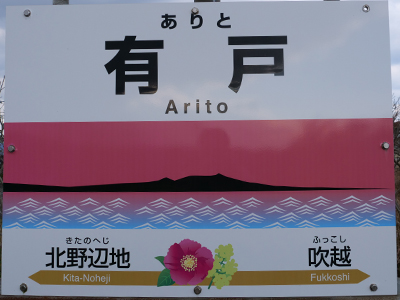 ありと
有戸
Arito
きたのへじ
北野辺地
Kita-Noheji
ふっこし
吹越
Fukkoshi